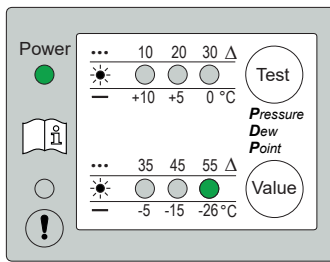 Power
••• 10 20 30 Δ
+10 +5 0 °C
Test
Pressure
Dew
Point
i
••• 35 45 55 Δ
-5 -15 -26 °C
Value
!